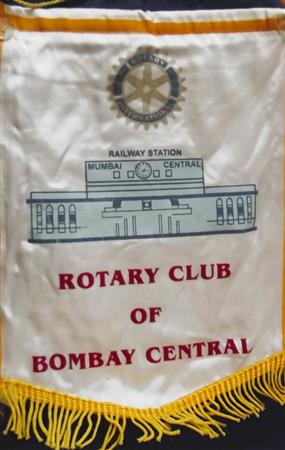 ROTARY
INTERNATIONAL
RAILWAY STATION
MUMBAI CENTRAL
ROTARY CLUB
OF
BOMBAY CENTRAL